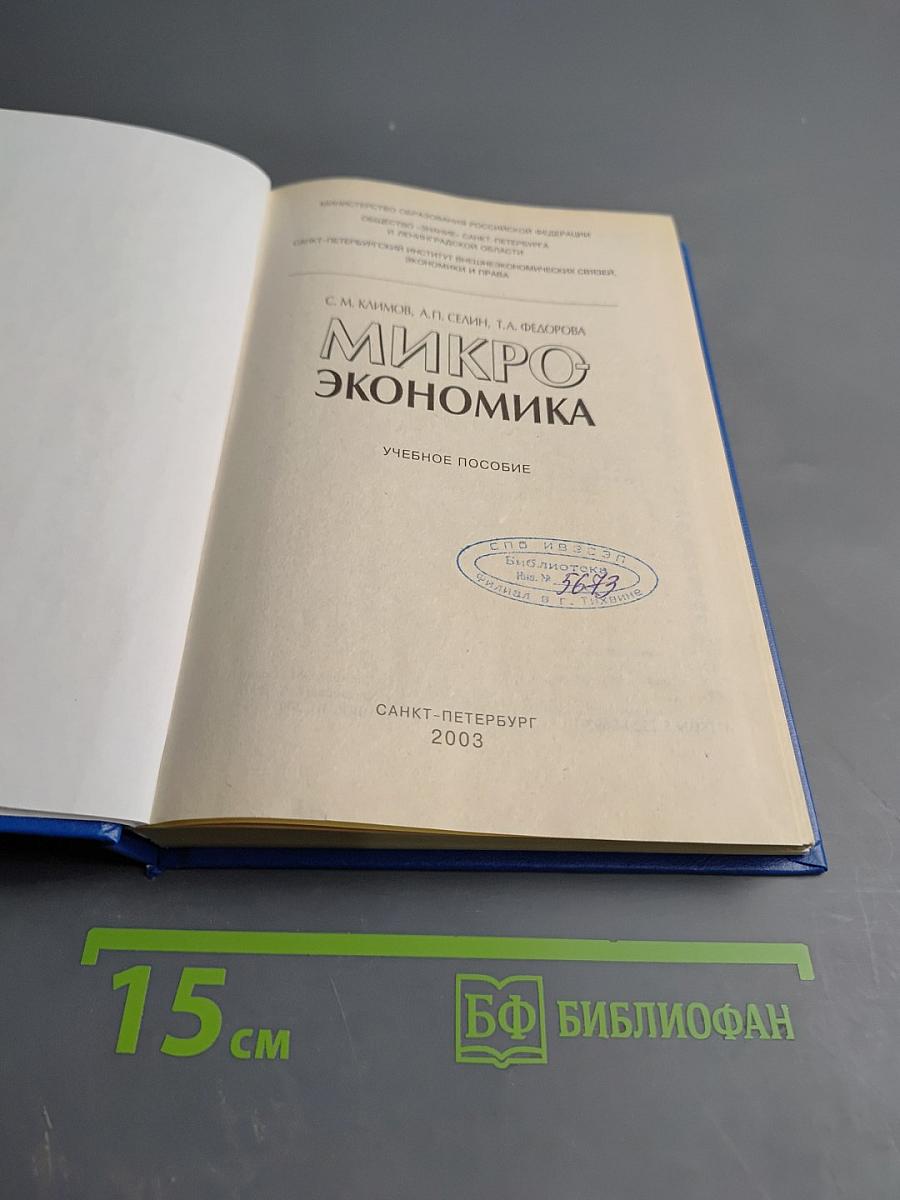 МИНИСТЕРСТВО ОБРАЗОВАНИЯ РОССИЙСКОЙ ФЕДЕРАЦИИ
ОБЩЕСТВО «ЗНАНИЕ» САНКТ-ПЕТЕРБУРГА
И ЛЕНИНГРАДСКОЙ ОБЛАСТИ
САНКТ-ПЕТЕРБУРГСКИЙ ИНСТИТУТ ВНЕШНЕЭКОНОМИЧЕСКИХ СВЯЗЕЙ,
ЭКОНОМИКИ И ПРАВА
С. М. КЛИМОВ, А.П. СЕЛИН, Т.А. ФЁДОРОВА
МИКРО-
ЭКОНОМИКА
УЧЕБНОЕ ПОСОБИЕ
СПб ИВЭСЭП
Библиотека
Инв. № 5673
Филиал в г. Тихвине
САНКТ-ПЕТЕРБУРГ
2003
15 см
БФ БИБЛИОФАН